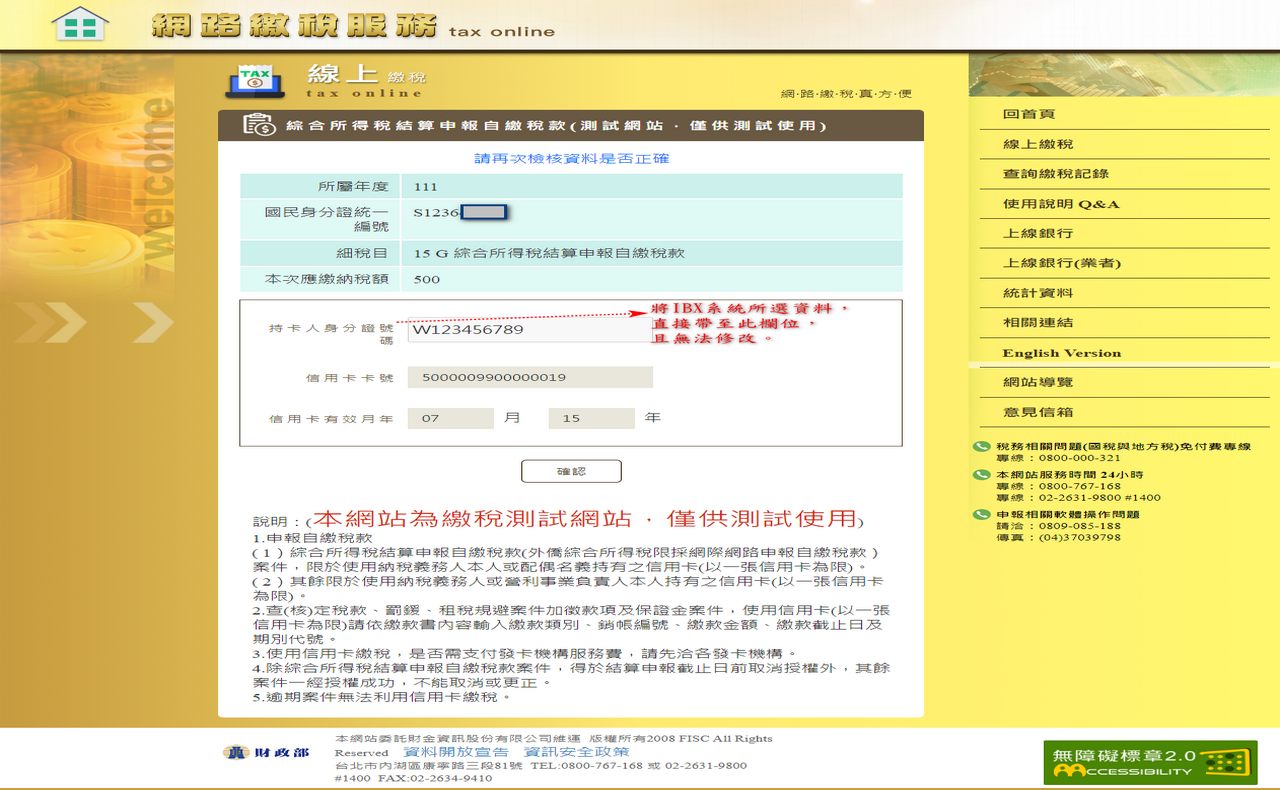 網路繳稅服務 tax online
TAX
線上 繳稅
tax online
網‧路‧繳‧稅‧真‧方‧便
welcome
綜合所得稅結算申報自繳稅款(測試網站，僅供測試使用)
請再次檢核資料是否正確
所屬年度 111
國民身分證統一
編號
S1236
細稅目 15 G 綜合所得稅結算申報自繳稅款
本次應繳納稅額 500
持卡人身分證號
碼
W123456789
將IBX系統所選資料，
直接帶至此欄位，
且無法修改。
信用卡卡號 5000009900000019
信用卡有效月年 07 月 15 年
確認
說明：(本網站為繳稅測試網站，僅供測試使用)
1.申報自繳稅款
(1)綜合所得稅結算申報自繳稅款(外僑綜合所得稅限採網際網路申報自繳稅款)
案件，限於使用納稅義務人本人或配偶名義持有之信用卡(以一張信用卡為限)。
(2)其餘限於使用納稅義務人或營利事業負責人本人持有之信用卡(以一張信用卡
為限)。
2.查(核)定稅款、罰鍰、租稅規避案件加徵款項及保證金案件，使用信用卡(以一張
信用卡為限)請依繳款書內容輸入繳款類別、銷帳編號、繳款金額、繳款截止日及
期別代號。
3.使用信用卡繳稅，是否需支付發卡機構服務費，請先洽各發卡機構。
4.除綜合所得稅結算申報自繳稅款案件，得於結算申報截止日前取消授權外，其餘
案件一經授權成功，不能取消或更正。
5.逾期案件無法利用信用卡繳稅。
回首頁
線上繳稅
查詢繳稅記錄
使用說明 Q&A
上線銀行
上線銀行(業者)
統計資料
相關連結
English Version
網站導覽
意見信箱
稅務相關問題(國稅與地方稅)免付費專線
專線：0800-000-321
本網站服務時間 24小時
專線：0800-767-168
專線：02-2631-9800 #1400
申報相關軟體操作問題
請洽：0809-085-188
傳真：(04)37039798
財政部
本網站委託財金資訊股份有限公司維運 版權所有2008 FISC All Rights
Reserved 資料開放宣告 資訊安全政策
台北市內湖區康寧路三段81號 TEL:0800-767-168 或 02-2631-9800
#1400 FAX:02-2634-9410
無障礙標章2.0
ACCESSIBILITY